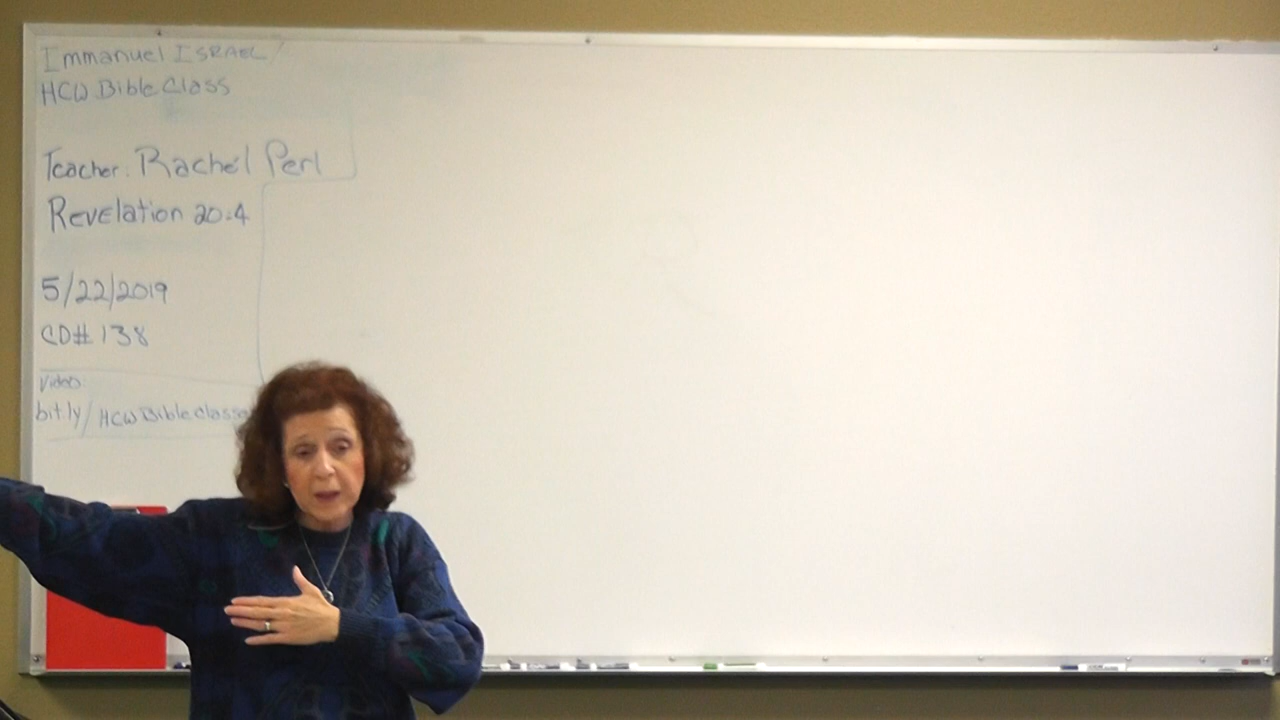 Immanuel ISRAEL/
HCW Bible Class
Teacher: Rachel Perl
Revelation 20:4
5/22/2019
CD# 138
Video:
bit.ly/HCWBibleClasse